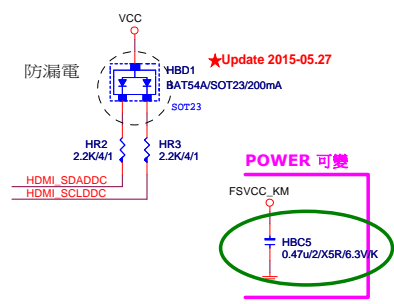 VCC
★Update 2015-05.27
防漏電
HBD1
BAT54A/SOT23/200mA
SOT23
HR2
2.2K/4/1
HR3
2.2K/4/1
HDMI_SDADDC
HDMI_SCLDDC
POWER 可變
FSVCC_KM
HBC5
0.47u/2/X5R/6.3V/K